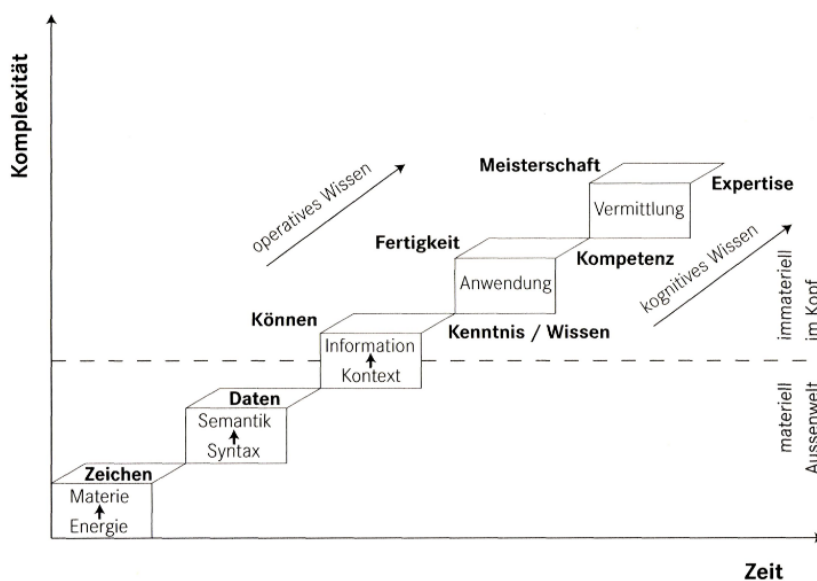 Komplexität
Meisterschaft
Expertise
Vermittlung
operatives Wissen
Fertigkeit
Kompetenz
Anwendung
kognitives Wissen
immateriell
im Kopf
Können
Kenntnis / Wissen
Information
Kontext
Daten
Semantik
Syntax
materiell
Aussenwelt
Zeichen
Materie
Energie
Zeit